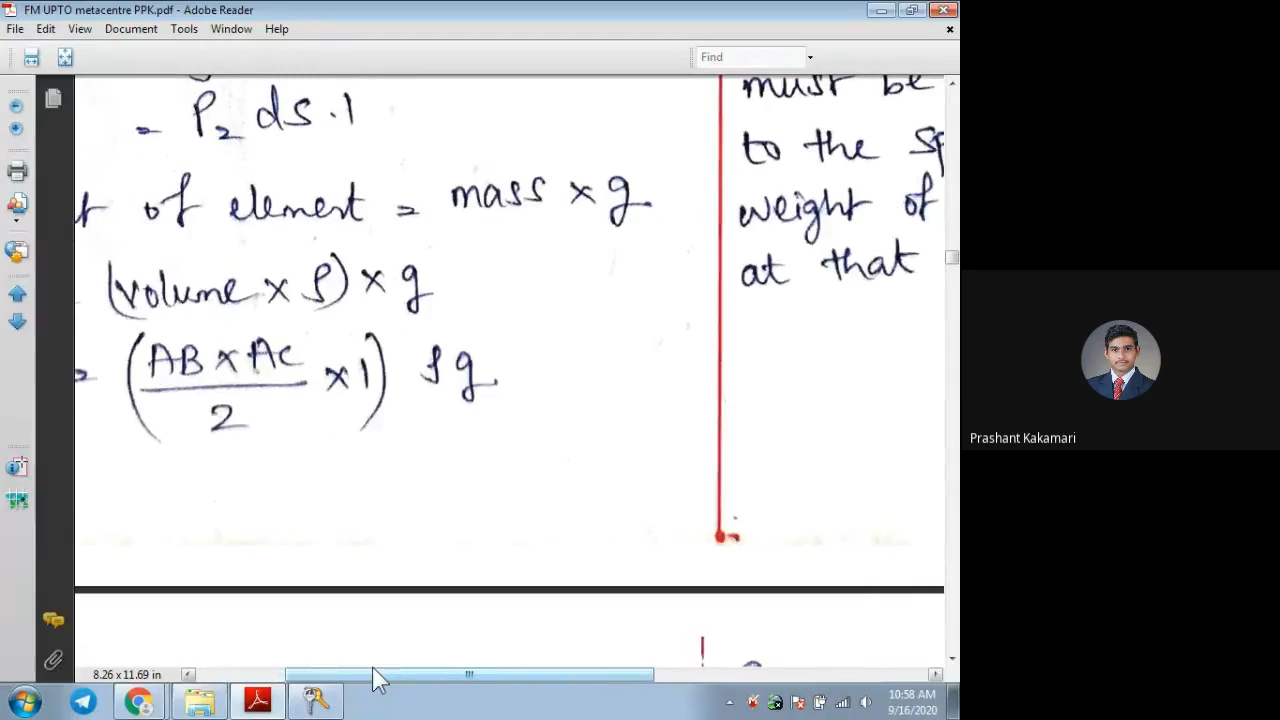 FM UPTO metacentre PPK.pdf - Adobe Reader
File Edit View Document Tools Window Help
Find
= P2 ds . 1
t of element = mass × g.
(volume × ρ) × g
= (AB × AC / 2 × 1) ρ g.
must be
to the sp
weight of
at that
8.26 x 11.69 in
Prashant Kakamari
10:58 AM
9/16/2020